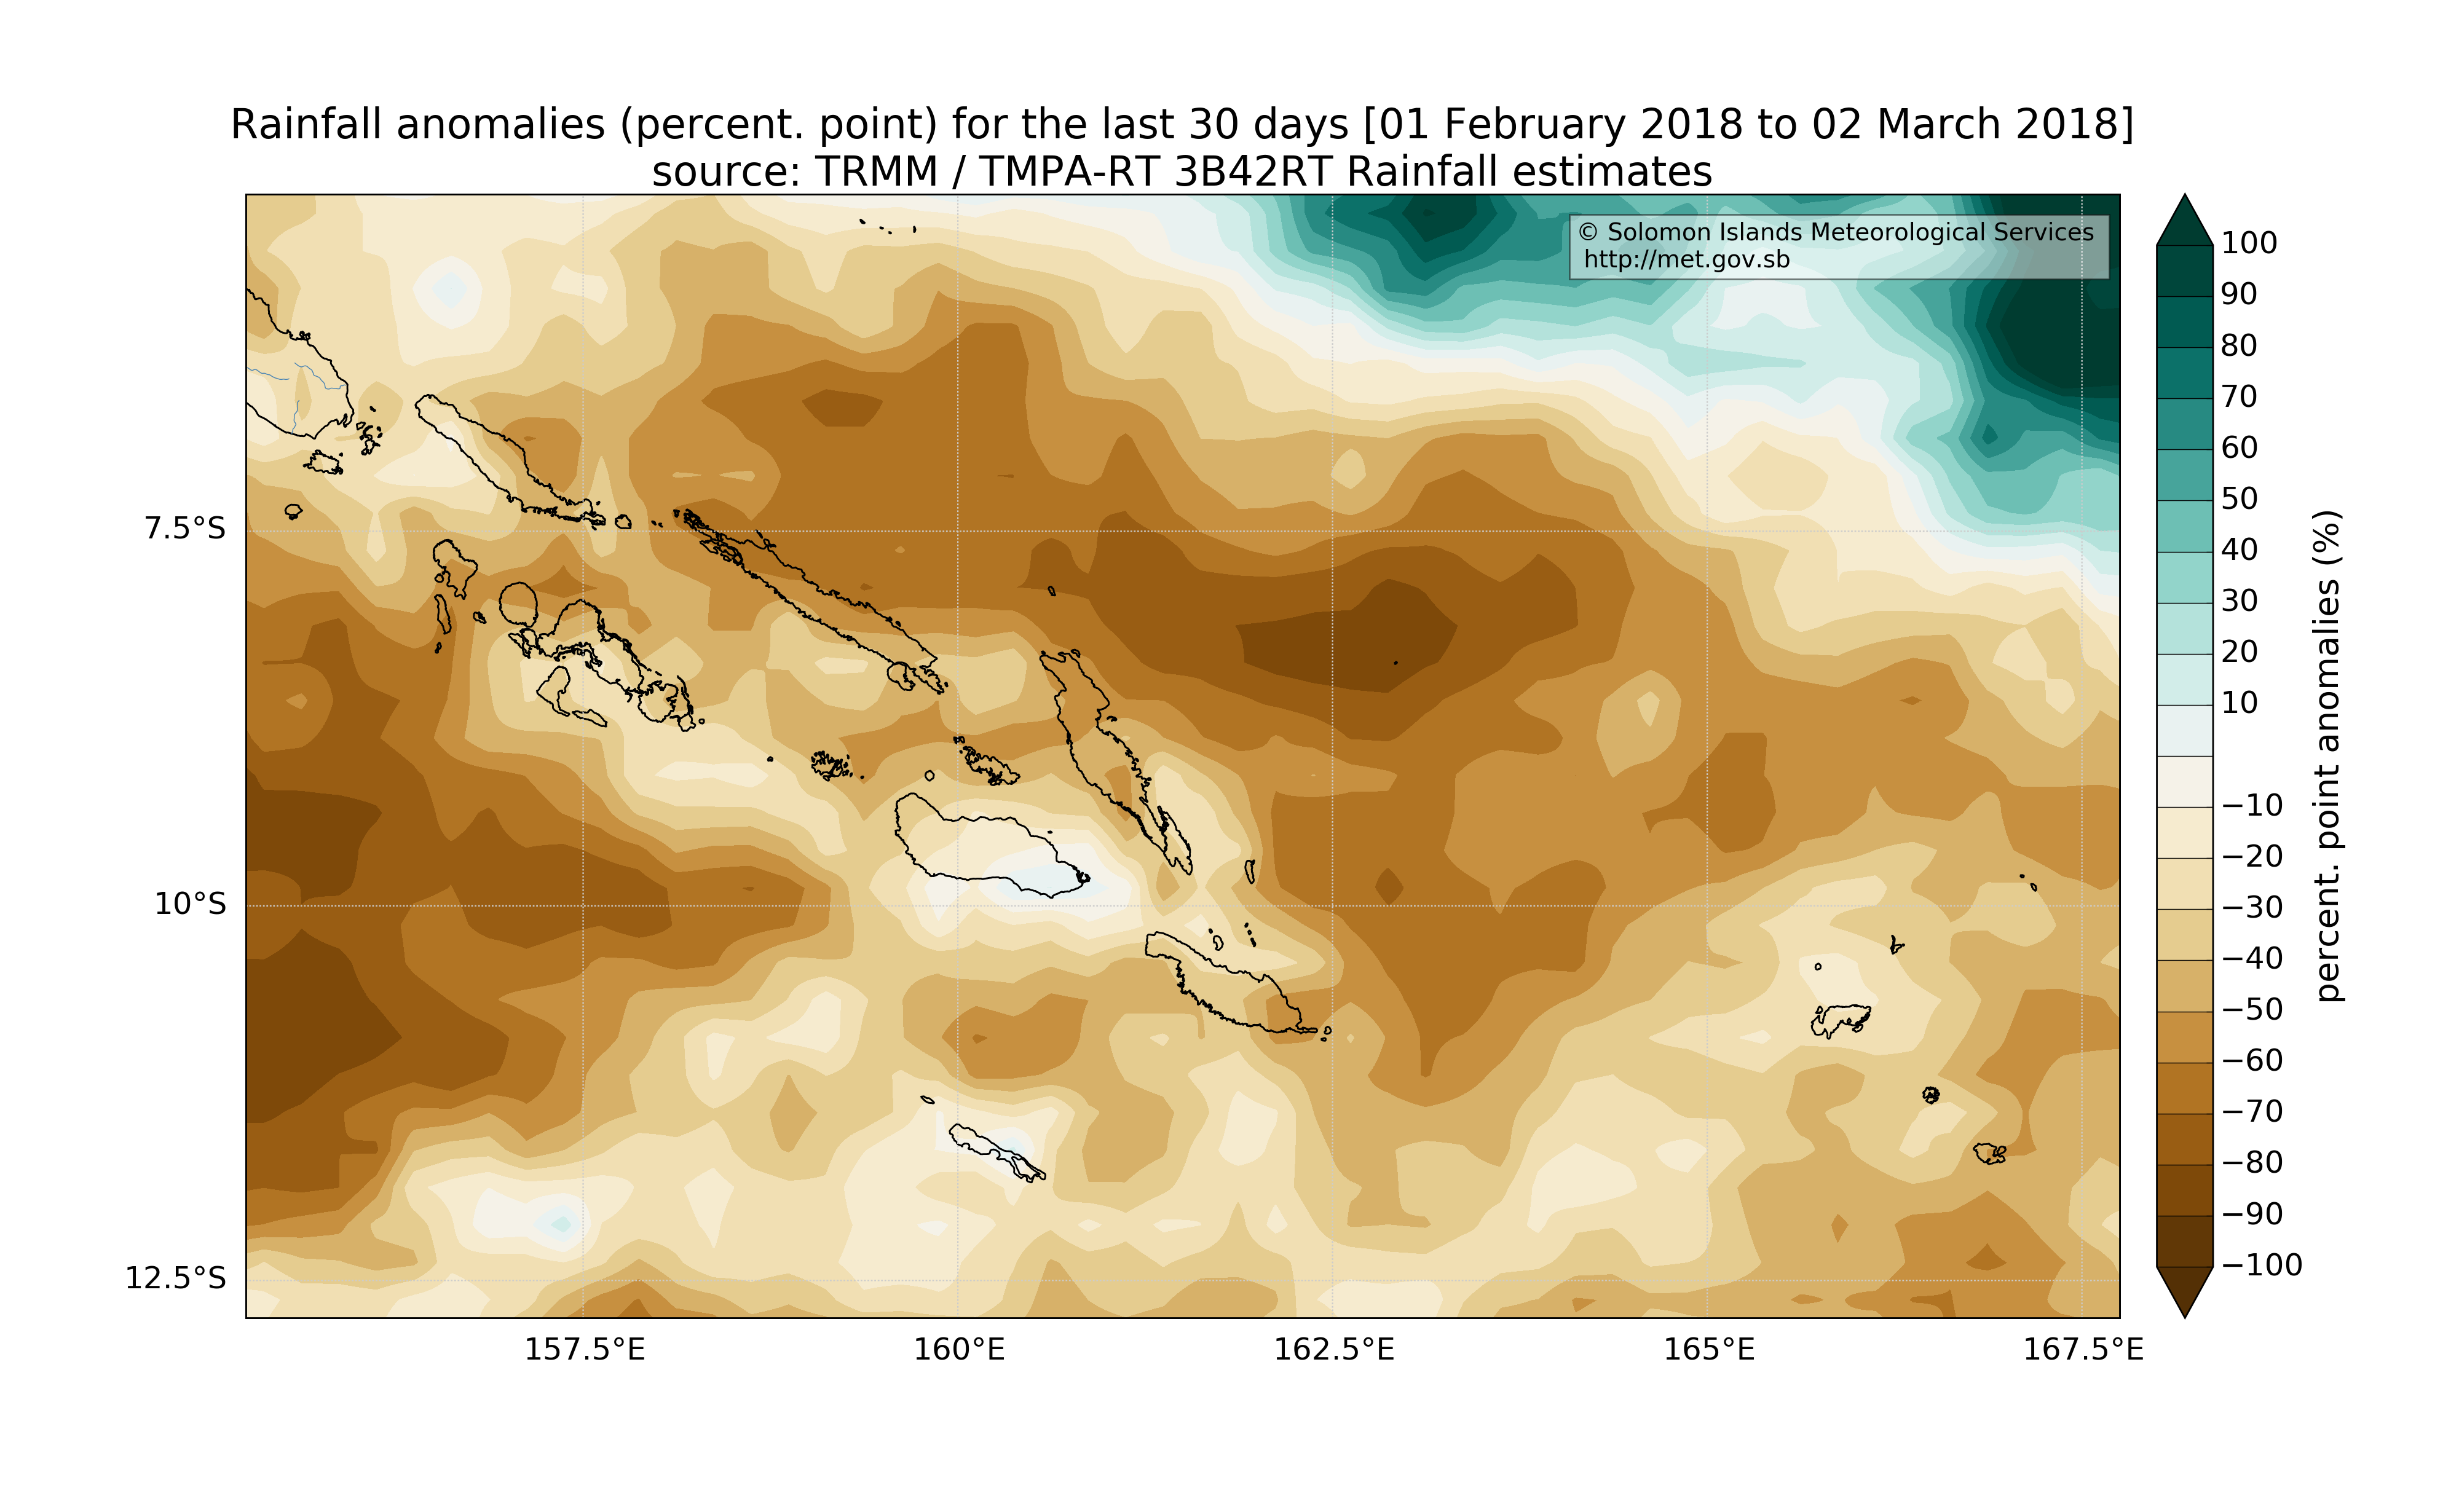 Rainfall anomalies (percent. point) for the last 30 days [01 February 2018 to 02 March 2018]
source: TRMM / TMPA-RT 3B42RT Rainfall estimates
© Solomon Islands Meteorological Services
http://met.gov.sb
7.5°S
10°S
12.5°S
157.5°E
160°E
162.5°E
165°E
167.5°E
100
90
80
70
60
50
40
30
20
10
−10
−20
−30
−40
−50
−60
−70
−80
−90
−100
percent. point anomalies (%)